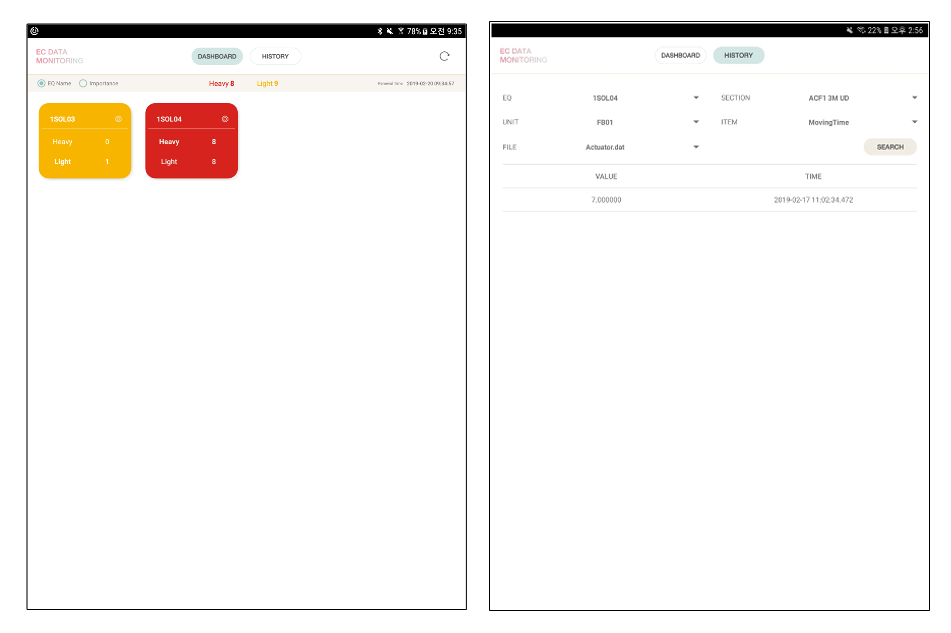 78% 오전 9:35
EC DATA
MONITORING
DASHBOARD HISTORY
EQ Name Importance Heavy 8 Light 9 2019-02-20 09:34:57
1SOL03
Heavy 0
Light 1
1SOL04
Heavy 8
Light 8
22% 오후 2:56
EC DATA
MONITORING
DASHBOARD HISTORY
EQ 1SOL04 SECTION ACF1 3M UD
UNIT FB01 ITEM MovingTime
FILE Actuator.dat SEARCH
VALUE TIME
7.000000 2019-02-17 11:02:34.472